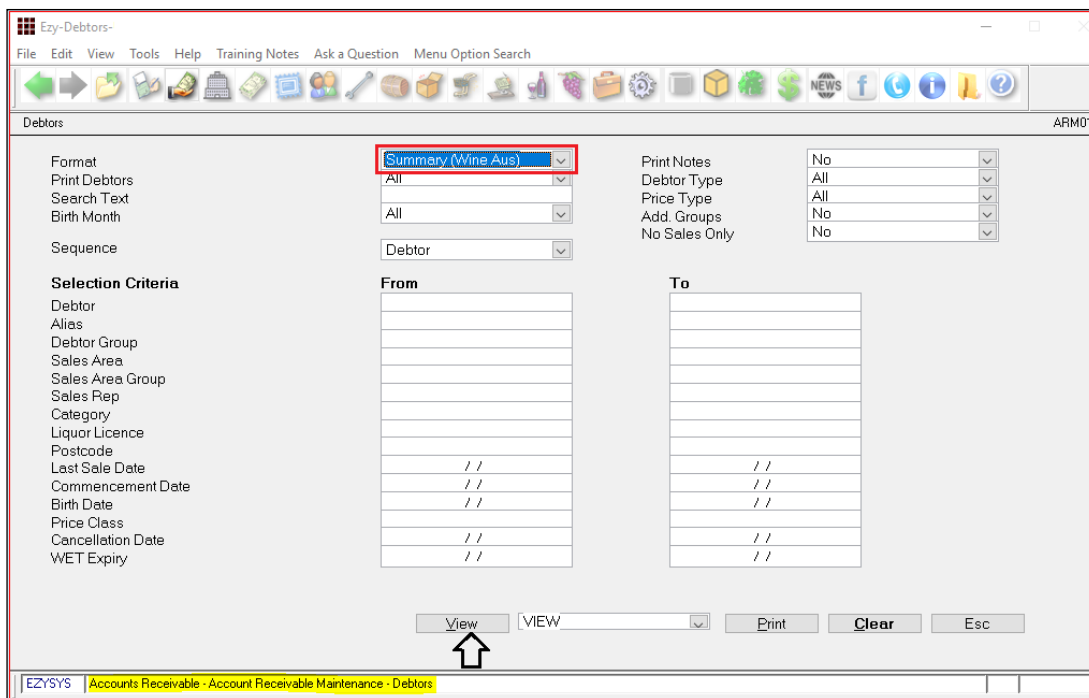 Ezy-Debtors-
File Edit View Tools Help Training Notes Ask a Question Menu Option Search
NEWS f i ?
Debtors ARM01
Format Summary (Wine Aus) Print Notes No
Print Debtors All Debtor Type All
Search Text Price Type All
Birth Month All Add. Groups No
No Sales Only No
Sequence Debtor
Selection Criteria From To
Debtor
Alias
Debtor Group
Sales Area
Sales Area Group
Sales Rep
Category
Liquor Licence
Postcode
Last Sale Date / / / /
Commencement Date / / / /
Birth Date / / / /
Price Class
Cancellation Date / / / /
WET Expiry / / / /
View VIEW Print Clear Esc
EZYSYS Accounts Receivable - Account Receivable Maintenance - Debtors